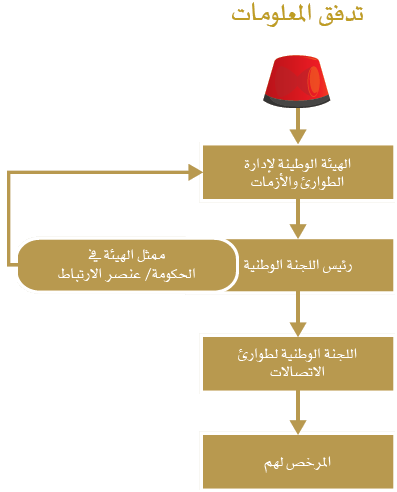 تدفق المعلومات
الهيئة الوطنية لإدارة
الطوارئ والأزمات
رئيس اللجنة الوطنية
ممثل الهيئة في
الحكومة/ عنصر الارتباط
اللجنة الوطنية لطوارئ
الاتصالات
المرخص لهم